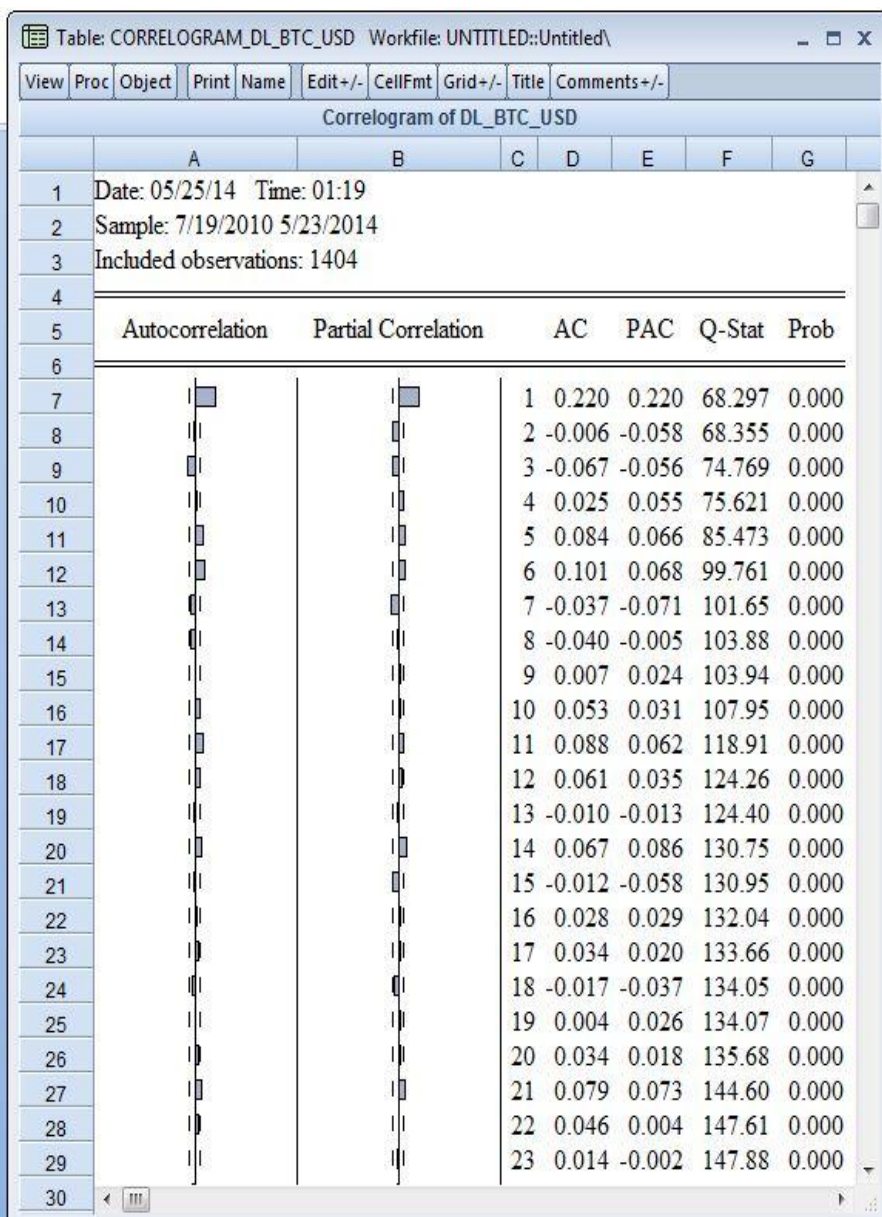 Table: CORRELOGRAM_DL_BTC_USD Workfile: UNTITLED::Untitled\
View Proc Object Print Name Edit+/- CellFmt Grid+/- Title Comments+/-
Correlogram of DL_BTC_USD
A B C D E F G
1 Date: 05/25/14 Time: 01:19
2 Sample: 7/19/2010 5/23/2014
3 Included observations: 1404
4
5 Autocorrelation Partial Correlation AC PAC Q-Stat Prob
6
7 1 0.220 0.220 68.297 0.000
8 2 -0.006 -0.058 68.355 0.000
9 3 -0.067 -0.056 74.769 0.000
10 4 0.025 0.055 75.621 0.000
11 5 0.084 0.066 85.473 0.000
12 6 0.101 0.068 99.761 0.000
13 7 -0.037 -0.071 101.65 0.000
14 8 -0.040 -0.005 103.88 0.000
15 9 0.007 0.024 103.94 0.000
16 10 0.053 0.031 107.95 0.000
17 11 0.088 0.062 118.91 0.000
18 12 0.061 0.035 124.26 0.000
19 13 -0.010 -0.013 124.40 0.000
20 14 0.067 0.086 130.75 0.000
21 15 -0.012 -0.058 130.95 0.000
22 16 0.028 0.029 132.04 0.000
23 17 0.034 0.020 133.66 0.000
24 18 -0.017 -0.037 134.05 0.000
25 19 0.004 0.026 134.07 0.000
26 20 0.034 0.018 135.68 0.000
27 21 0.079 0.073 144.60 0.000
28 22 0.046 0.004 147.61 0.000
29 23 0.014 -0.002 147.88 0.000
30